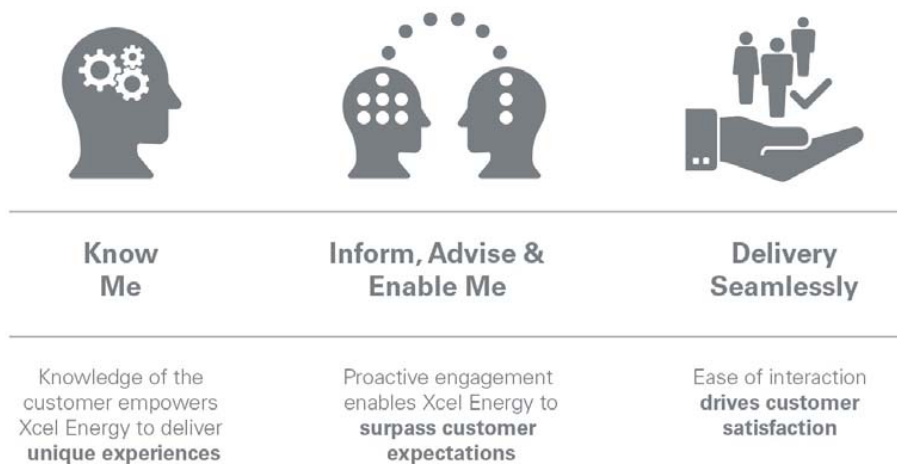 Know
Me
Inform, Advise &
Enable Me
Delivery
Seamlessly
Knowledge of the
customer empowers
Xcel Energy to deliver
unique experiences
Proactive engagement
enables Xcel Energy to
surpass customer
expectations
Ease of interaction
drives customer
satisfaction